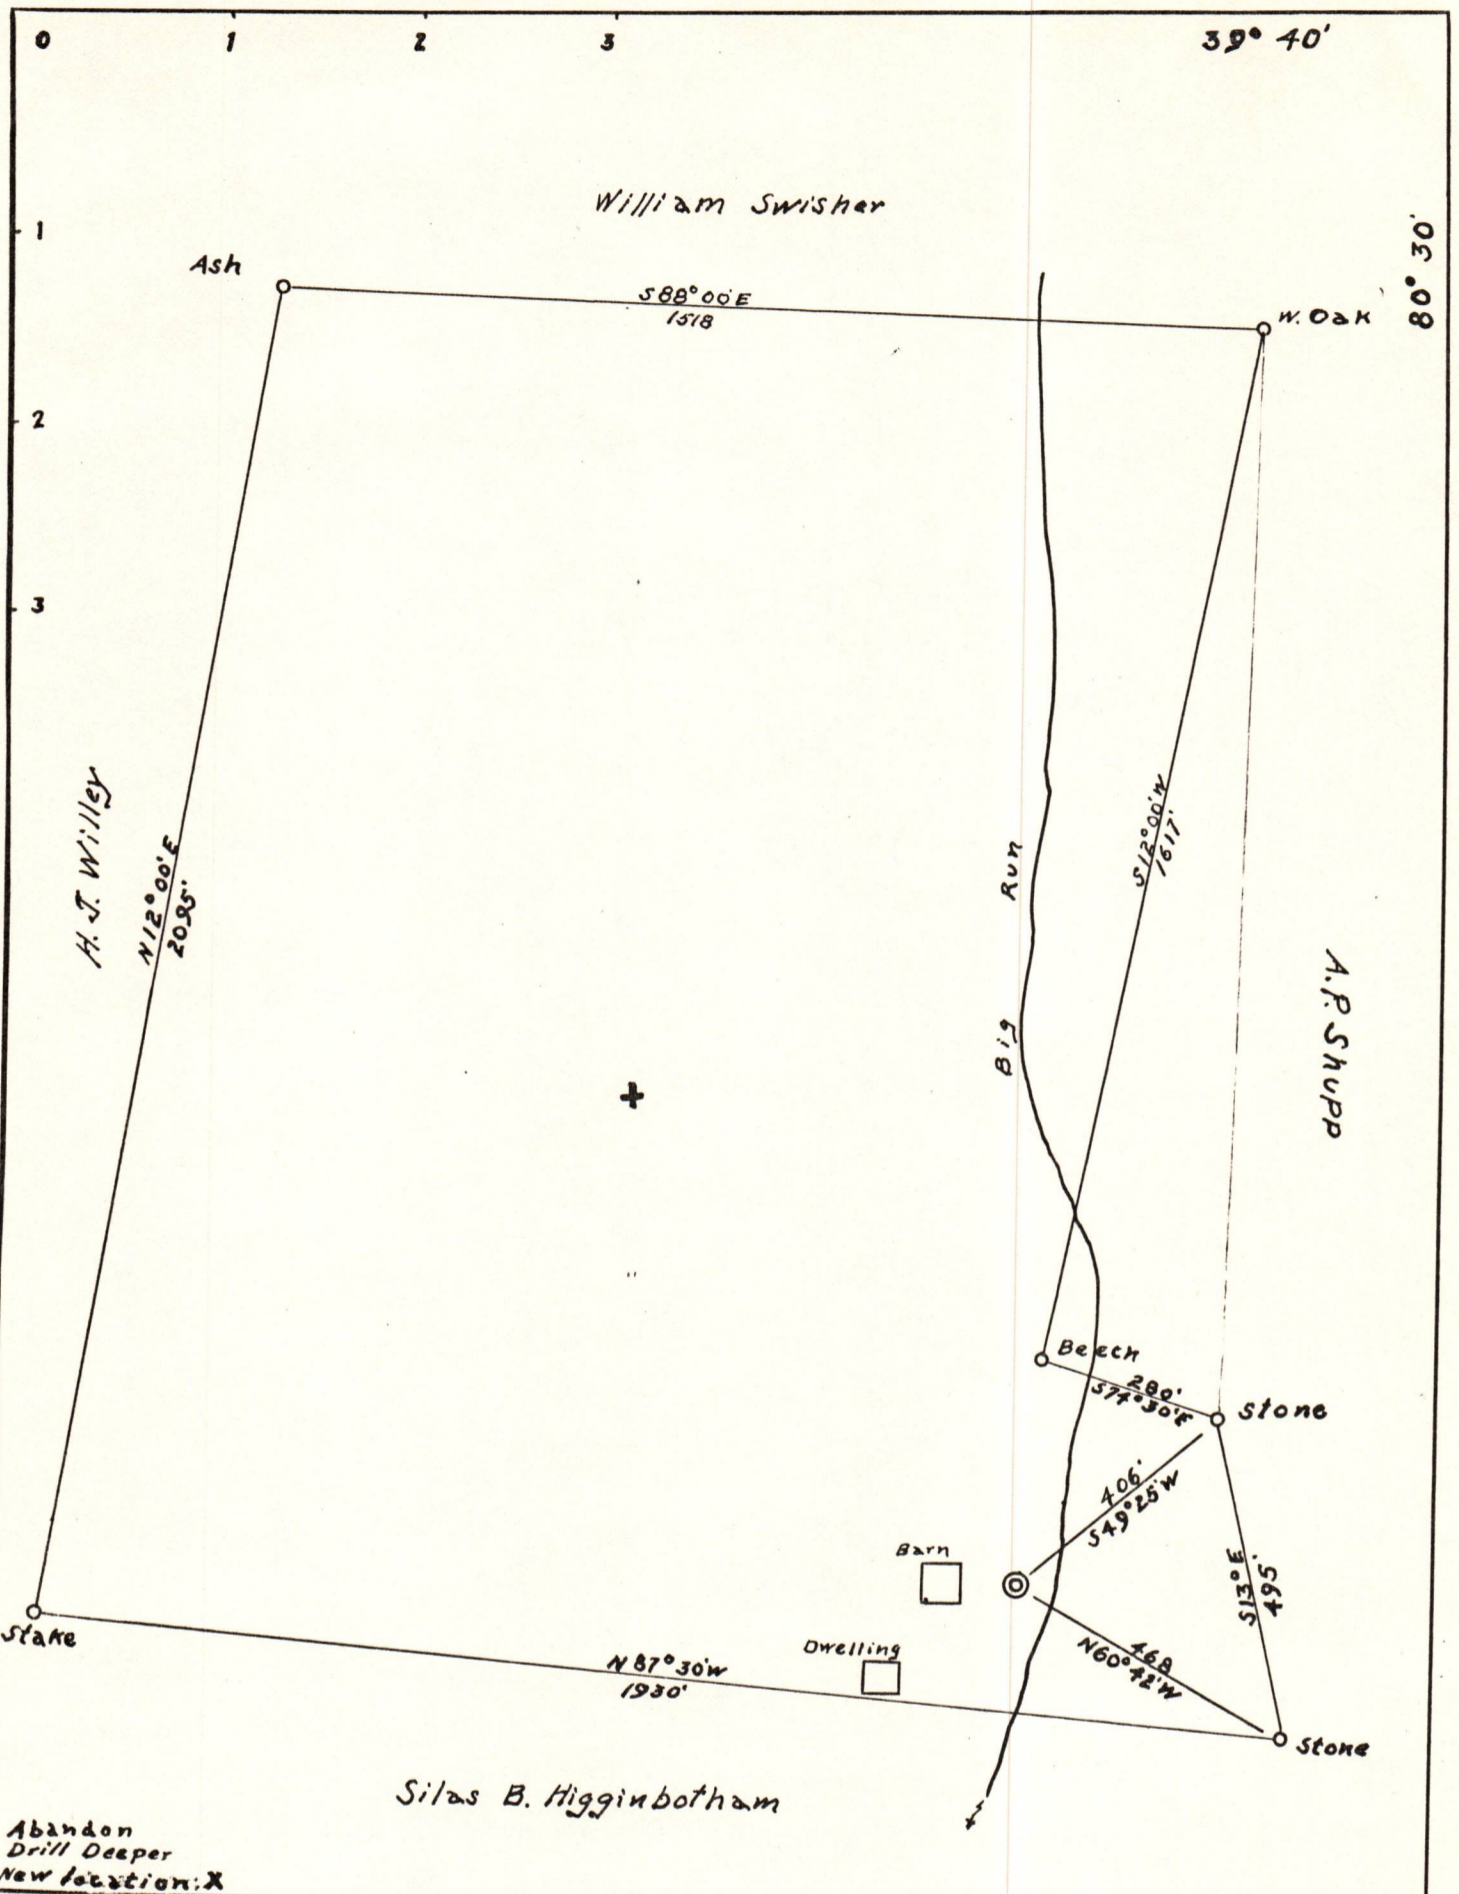 0 1 2 3 39° 40'
William Swisher
1
80° 30'
Ash
S88°00'E
1518
W. Oak
2
3
H. J. Willey
N12°00'E
2095'
S12°00'W
1617'
Big Run
A. P. Shupp
Beech
280'
S74°30'E
Stone
406'
S49°25'W
Barn
S13°E
495'
Stake
Dwelling
N87°30'W
1930'
468
N60°42'W
Stone
Silas B. Higginbotham
Abandon
Drill Deeper
New location: X